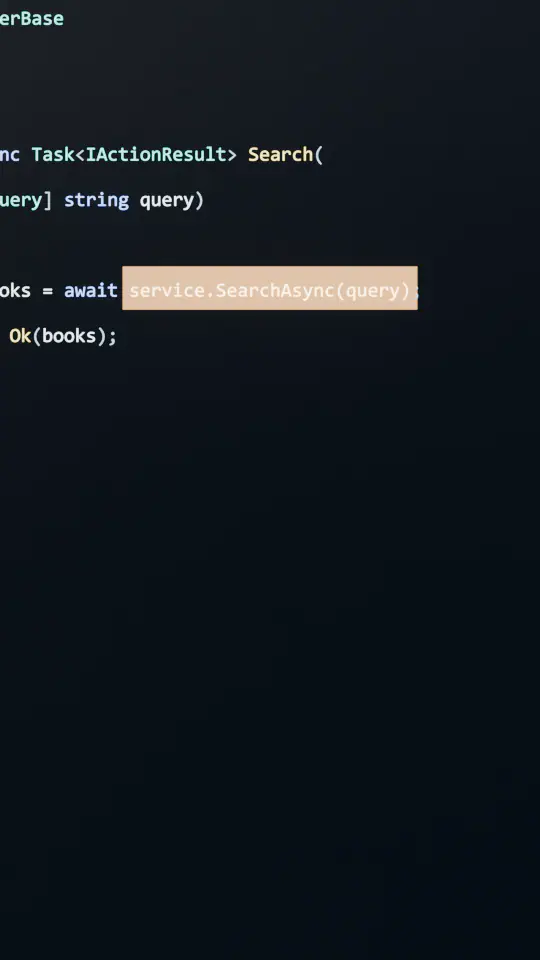 erBase
nc Task<IActionResult> Search(
uery] string query)
oks = await service.SearchAsync(query);
Ok(books);